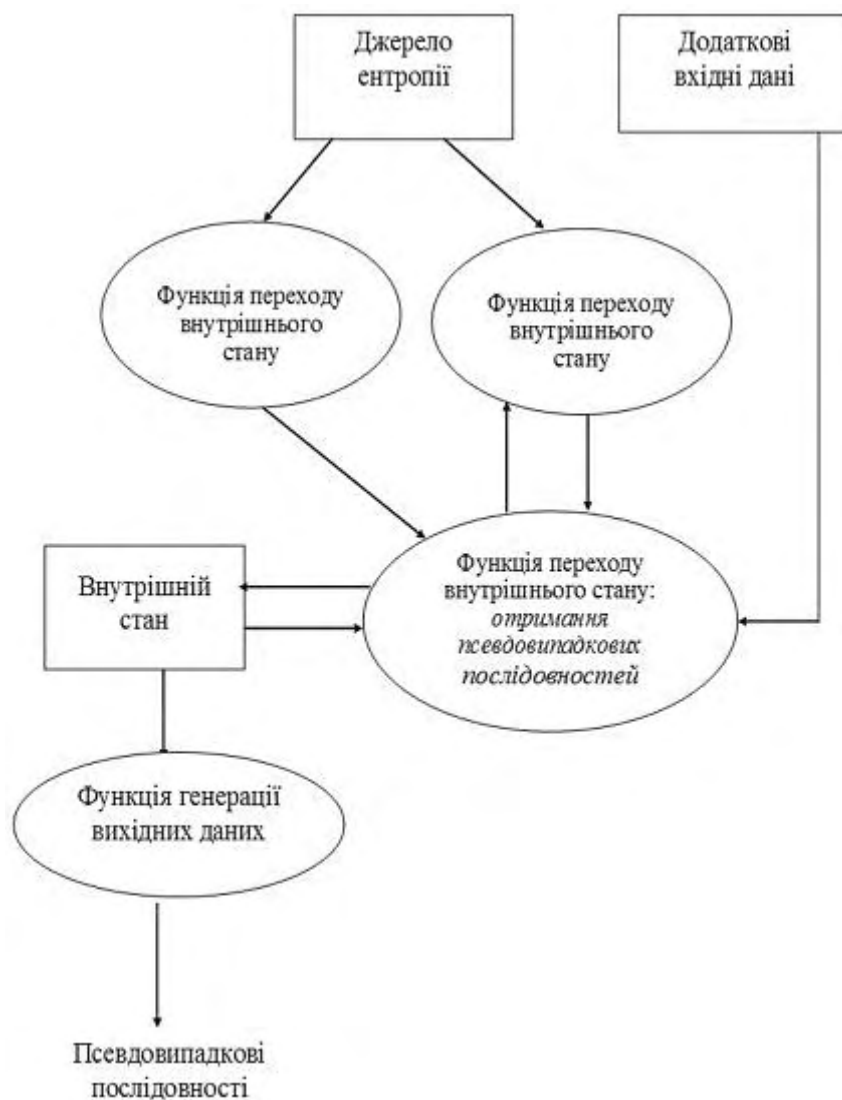 Джерело
ентропії
Додаткові
вхідні дані
Функція переходу
внутрішнього
стану
Функція переходу
внутрішнього
стану
Функція переходу
внутрішнього стану:
отримання
псевдовипадкових
послідовностей
Внутрішній
стан
Функція генерації
вихідних даних
Псевдовипадкові
послідовності